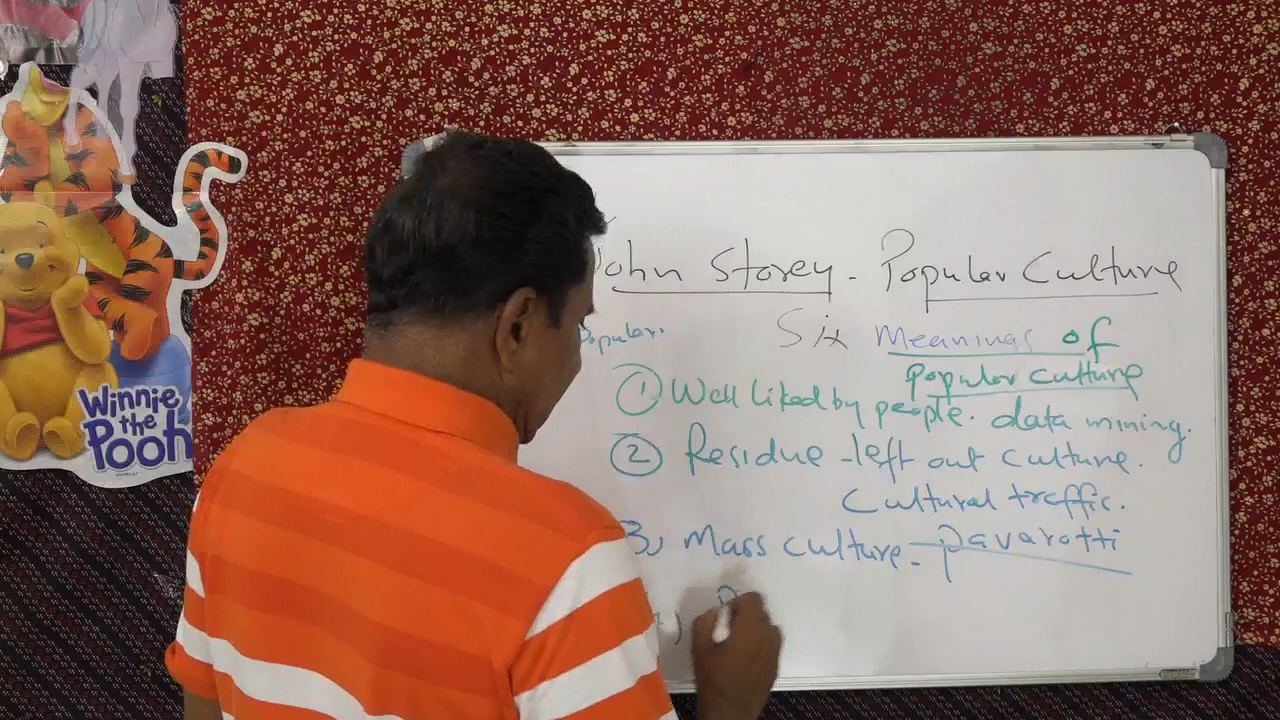 Winnie
the
Pooh
John Storey - Popular Culture
Popular.
Six Meanings of
popular culture
1 Well liked by people. data mining.
2 Residue - left out culture.
Cultural traffic.
3) Mass culture - Pavarotti